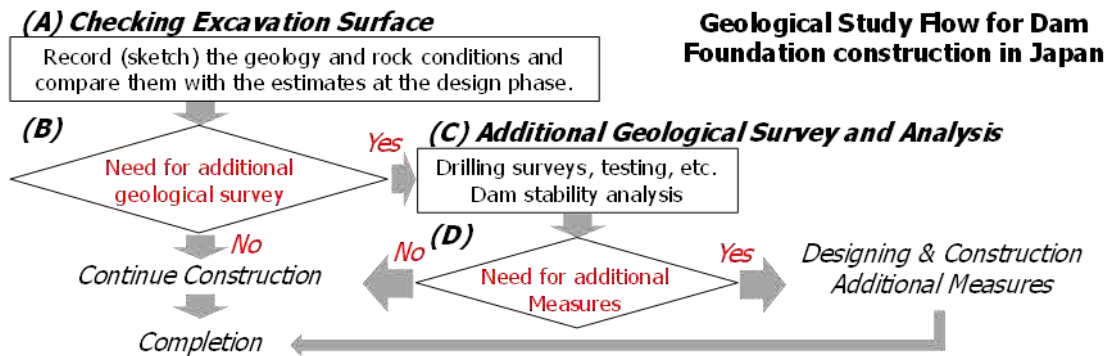 (A) Checking Excavation Surface
Geological Study Flow for Dam
Foundation construction in Japan
Record (sketch) the geology and rock conditions and
compare them with the estimates at the design phase.
(B)
Need for additional
geological survey
Yes
(C) Additional Geological Survey and Analysis
Drilling surveys, testing, etc.
Dam stability analysis
No
Continue Construction
(D)
No
Need for additional
Measures
Yes
Designing & Construction
Additional Measures
Completion